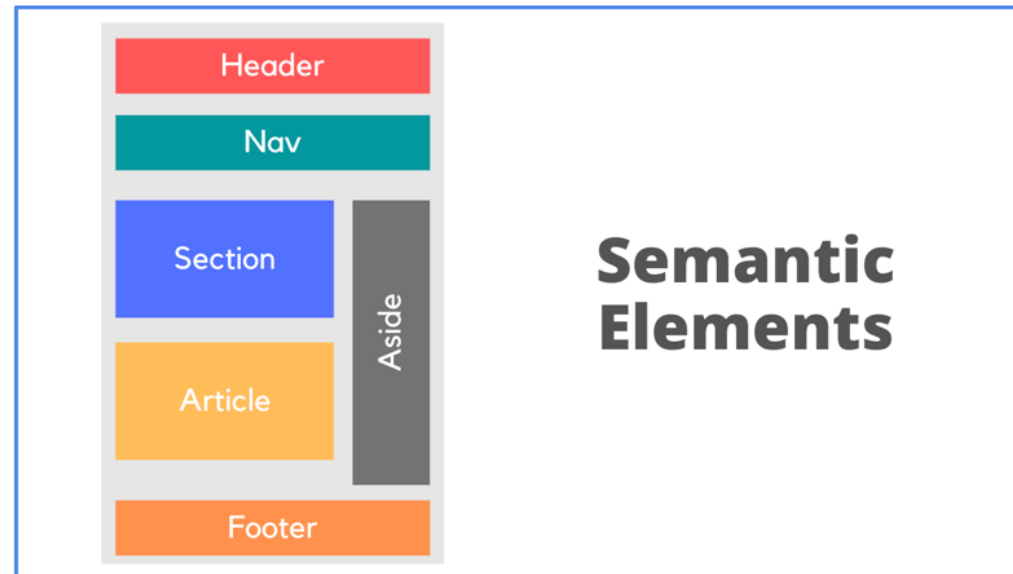 Header
Nav
Section
Aside
Article
Footer
Semantic
Elements